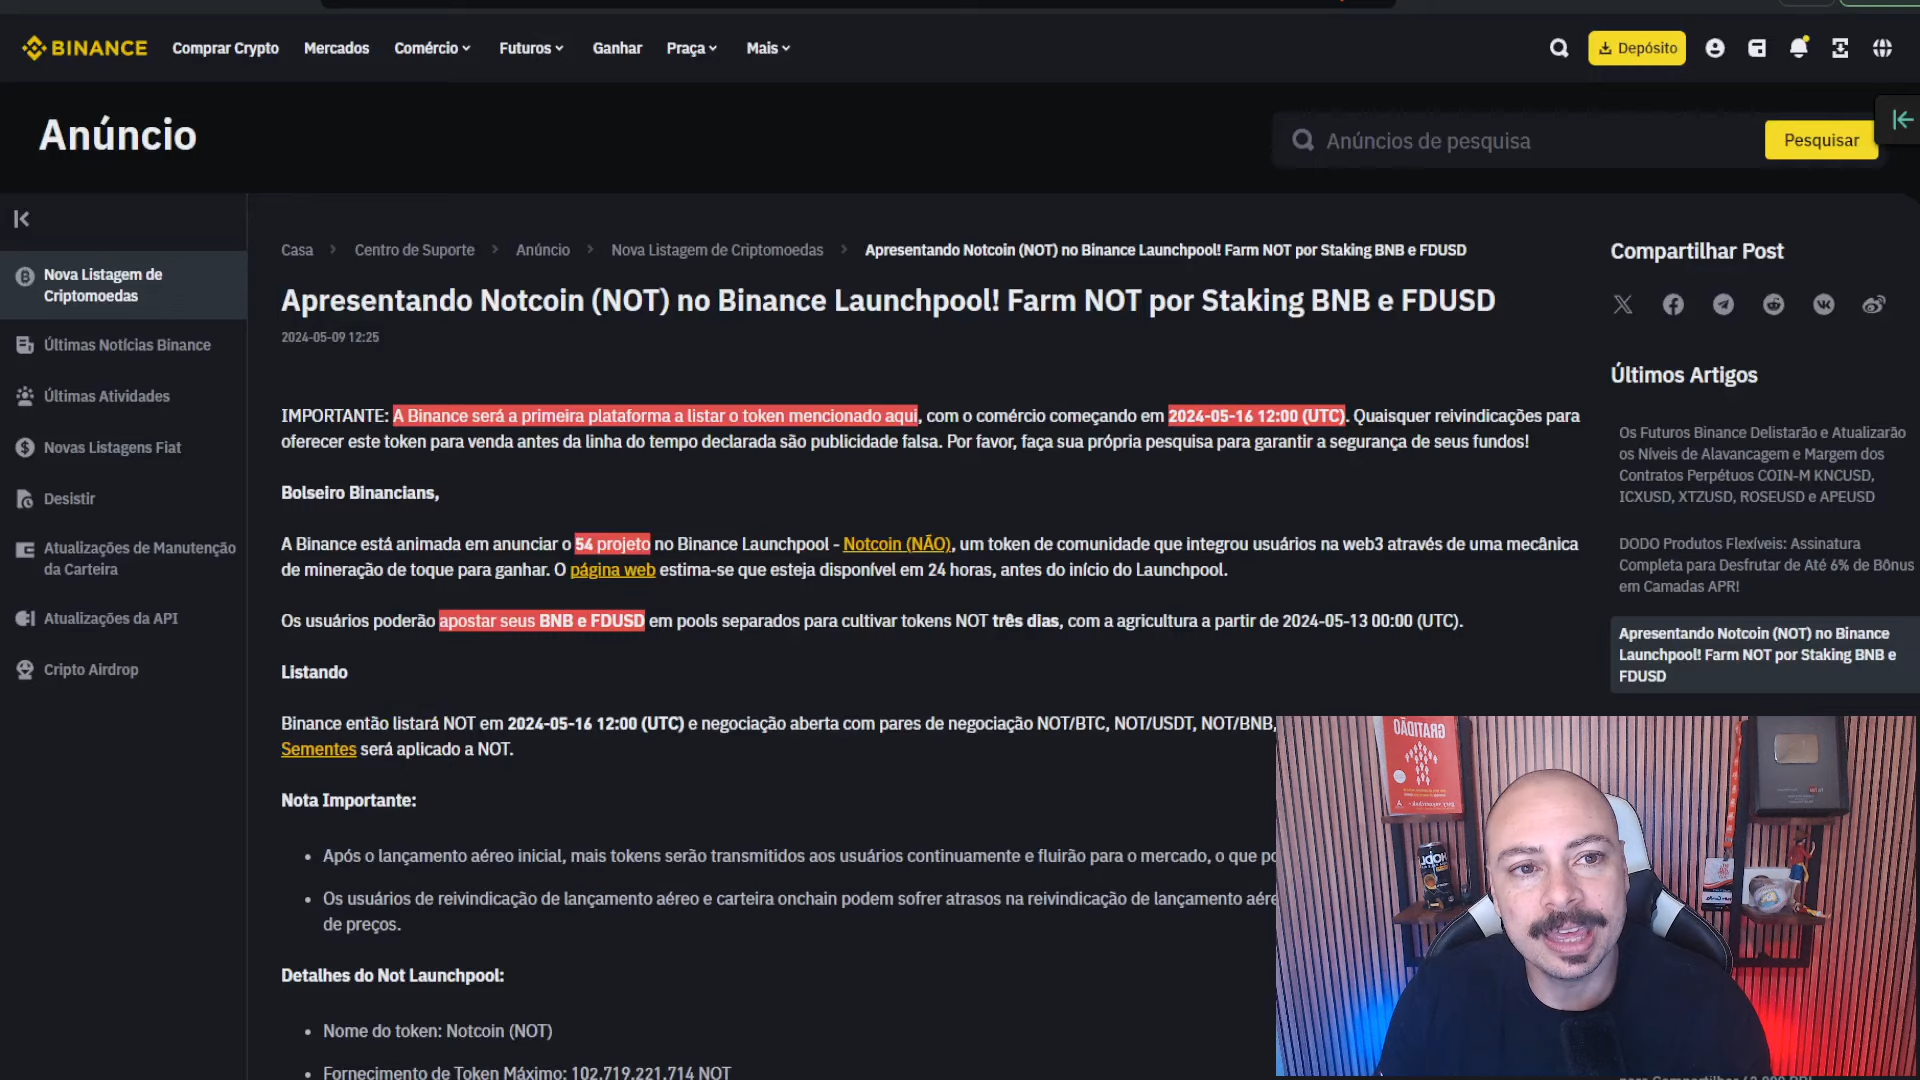 BINANCE
Comprar Crypto
Mercados
Comércio
Futuros
Ganhar
Praça
Mais
Depósito
Anúncio
Anúncios de pesquisa
Pesquisar
Nova Listagem de
Criptomoedas
Últimas Notícias Binance
Últimas Atividades
Novas Listagens Fiat
Desistir
Atualizações de Manutenção
da Carteira
Atualizações da API
Cripto Airdrop
Casa > Centro de Suporte > Anúncio > Nova Listagem de Criptomoedas > Apresentando Notcoin (NOT) no Binance Launchpool! Farm NOT por Staking BNB e FDUSD
Apresentando Notcoin (NOT) no Binance Launchpool! Farm NOT por Staking BNB e FDUSD
2024-05-09 12:25
IMPORTANTE: A Binance será a primeira plataforma a listar o token mencionado aqui, com o comércio começando em 2024-05-16 12:00 (UTC). Quaisquer reivindicações para
oferecer este token para venda antes da linha do tempo declarada são publicidade falsa. Por favor, faça sua própria pesquisa para garantir a segurança de seus fundos!
Bolseiro Binancians,
A Binance está animada em anunciar o 54 projeto no Binance Launchpool - Notcoin (NÃO), um token de comunidade que integrou usuários na web3 através de uma mecânica
de mineração de toque para ganhar. O página web estima-se que esteja disponível em 24 horas, antes do início do Launchpool.
Os usuários poderão apostar seus BNB e FDUSD em pools separados para cultivar tokens NOT três dias, com a agricultura a partir de 2024-05-13 00:00 (UTC).
Listando
Binance então listará NOT em 2024-05-16 12:00 (UTC) e negociação aberta com pares de negociação NOT/BTC, NOT/USDT, NOT/BNB,
Sementes será aplicado a NOT.
Nota Importante:
• Após o lançamento aéreo inicial, mais tokens serão transmitidos aos usuários continuamente e fluirão para o mercado, o que
• Os usuários de reivindicação de lançamento aéreo e carteira onchain podem sofrer atrasos na reivindicação de lançamento
de preços.
Detalhes do Not Launchpool:
• Nome do token: Notcoin (NOT)
• Fornecimento de Token Máximo: 102,719,221,714 NOT
Compartilhar Post
Últimos Artigos
Os Futuros Binance Delistarão e Atualizarão
os Níveis de Alavancagem e Margem dos
Contratos Perpétuos COIN-M KNCUSD,
ICXUSD, XTZUSD, ROSEUSD e APEUSD
DODO Produtos Flexíveis: Assinatura
Completa para Desfrutar de Até 6% de Bônus
em Camadas APR!
Apresentando Notcoin (NOT) no Binance
Launchpool! Farm NOT por Staking BNB e
FDUSD
GRATIDÃO